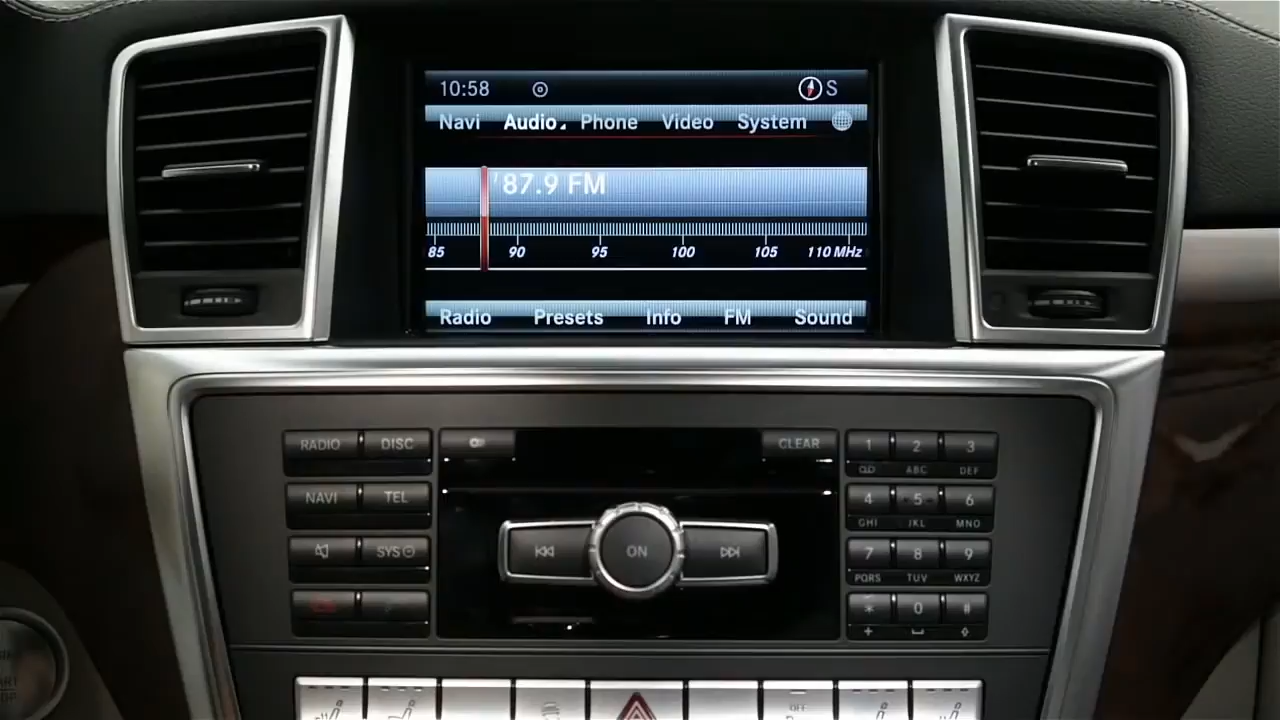 10:58 S
Navi Audio Phone Video System
87.9 FM
85 90 95 100 105 110 MHz
Radio Presets Info FM Sound
RADIO DISC CLEAR 1 2 3
ABC DEF
NAVI TEL 4 5 6
GHI JKL MNO
SYS ON 7 8 9
PQRS TUV WXYZ
* 0 #
+
OFF